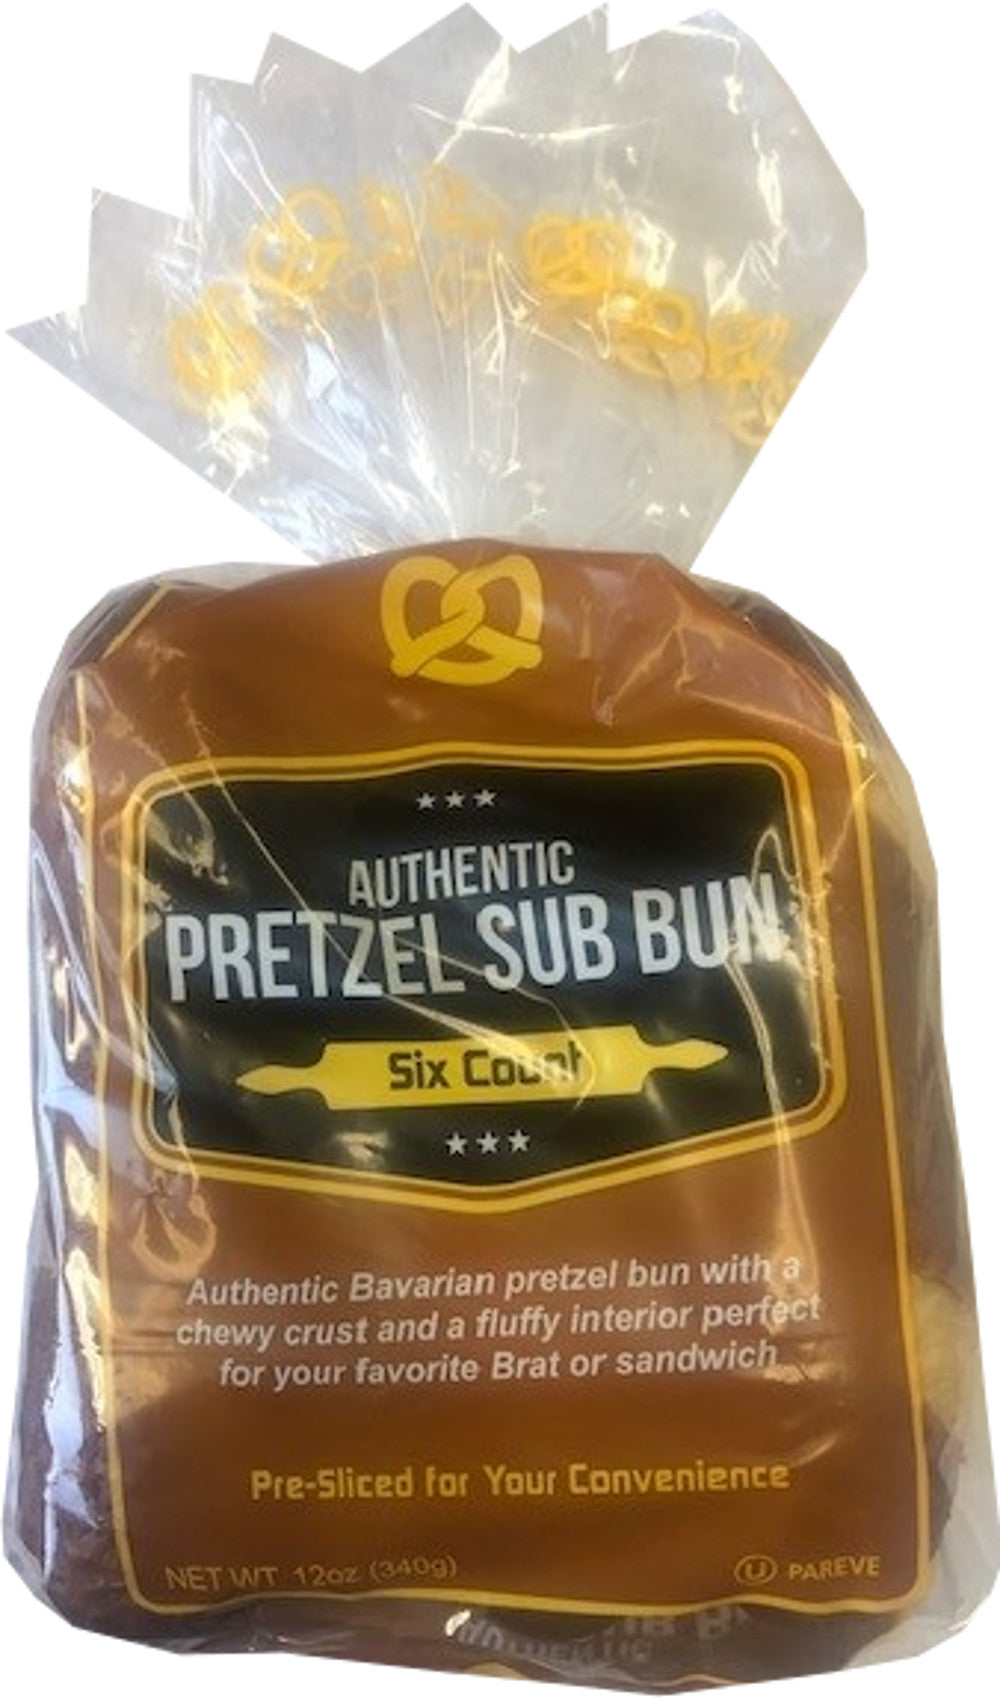 AUTHENTIC
PRETZEL SUB BUN
Six Count
Authentic Bavarian pretzel bun with a
chewy crust and a fluffy interior perfect
for your favorite Brat or sandwich
Pre-Sliced for Your Convenience
NET WT 12oz (340g)
U PAREVE
AUTHENTIC